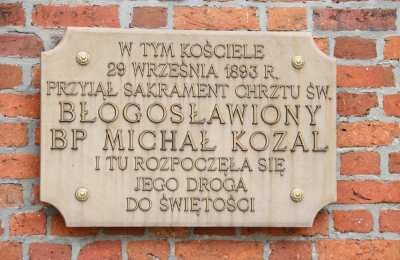 W TYM KOŚCIELE
29 WRZEŚNIA 1893 R.
PRZYJĄŁ SAKRAMENT CHRZTU ŚW.
BŁOGOSŁAWIONY
BP MICHAŁ KOZAL
I TU ROZPOCZĘŁA SIĘ
JEGO DROGA
DO ŚWIĘTOŚCI